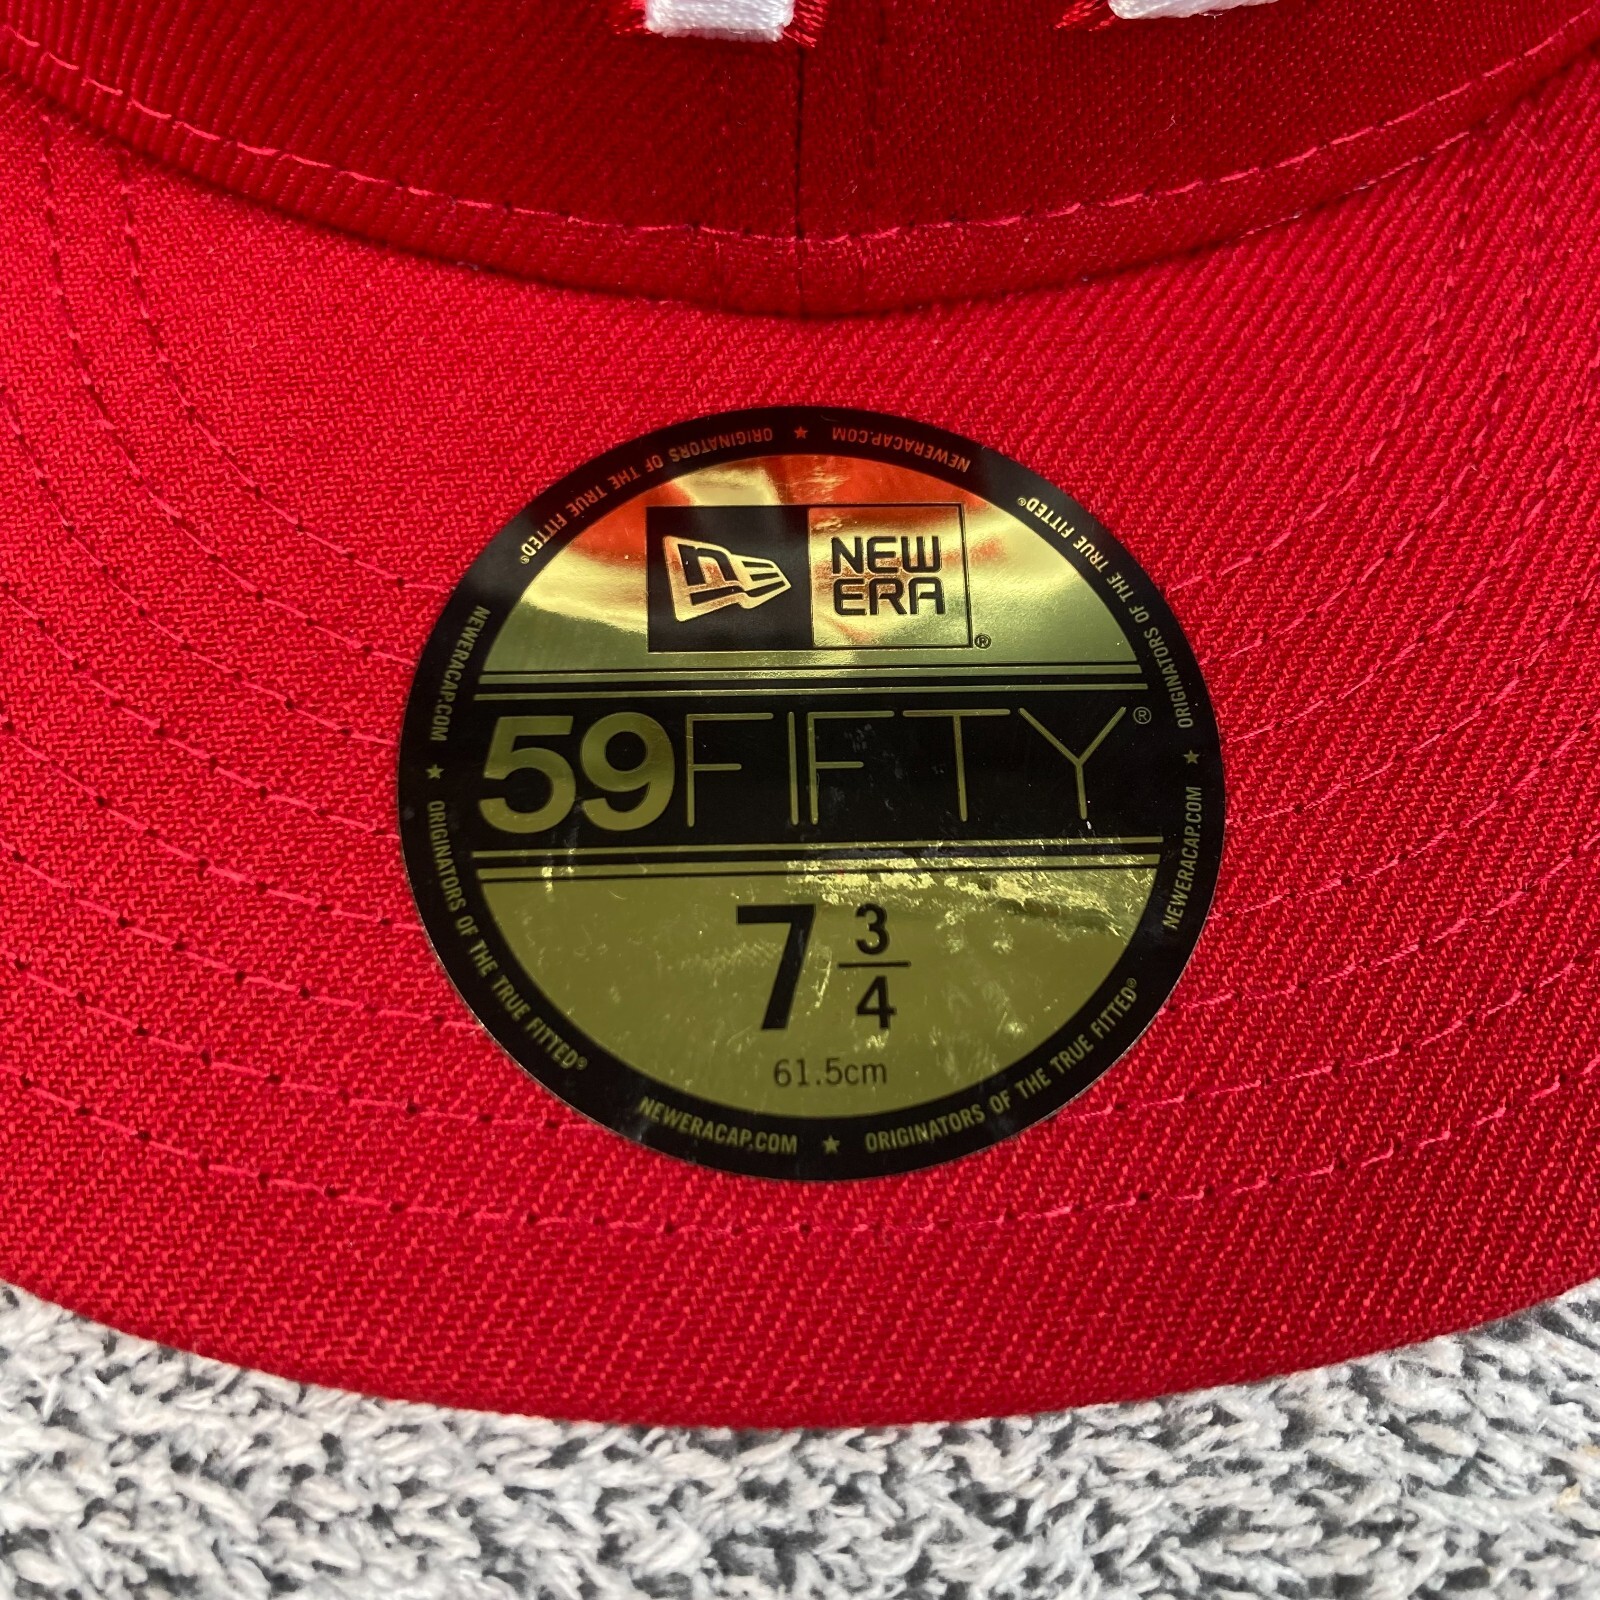 NEW
ERA®
59FIFTY®
7 3/4
61.5cm
NEWERACAP.COM ★ ORIGINATORS OF THE TRUE FITTED®
NEWERACAP.COM ★ ORIGINATORS OF THE TRUE FITTED®
NEWERACAP.COM ★ ORIGINATORS OF THE TRUE FITTED®
NEWERACAP.COM ★ ORIGINATORS OF THE TRUE FITTED®